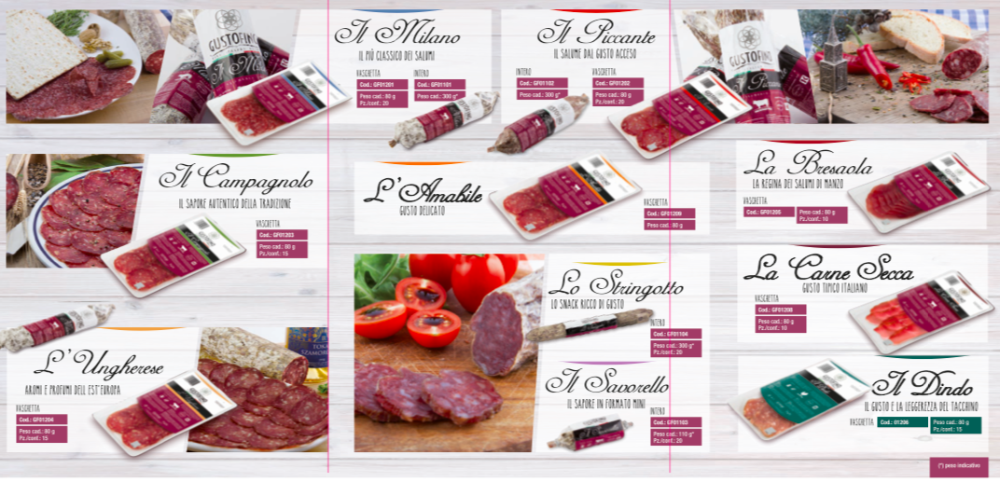 Il Milano
IL PIÙ CLASSICO DEI SALUMI
VASCHETTA
Cod.: GF01201
Peso cad.: 80 g
Pz./conf.: 20
INTERO
Cod.: GF01101
Peso cad.: 300 g*
GUSTOFINO
Il Piccante
IL SALUME DAL GUSTO ACCESO
INTERO
Cod.: GF01102
Peso cad.: 300 g*
VASCHETTA
Cod.: GF01202
Peso cad.: 80 g
Pz./conf.: 20
GUSTOFINO
Il Campagnolo
IL SAPORE AUTENTICO DELLA TRADIZIONE
VASCHETTA
Cod.: GF01203
Peso cad.: 80 g
Pz./conf.: 15
L'Amabile
GUSTO DELICATO
VASCHETTA
Cod.: GF01209
Peso cad.: 80 g
La Bresaola
LA REGINA DEI SALUMI DI MANZO
VASCHETTA
Cod.: GF01205
Peso cad.: 80 g
Pz./conf.: 10
Lo Stringotto
LO SNACK RICCO DI GUSTO
INTERO
Cod.: GF01104
Peso cad.: 300 g*
Pz./conf.: 20
La Carne Secca
GUSTO TIPICO ITALIANO
VASCHETTA
Cod.: GF01208
Peso cad.: 80 g
Pz./conf.: 10
L'Ungherese
AROMI E PROFUMI DELL'EST EUROPA
VASCHETTA
Cod.: GF01204
Peso cad.: 80 g
Pz./conf.: 15
Il Savorello
IL SAPORE IN FORMATO MINI
INTERO
Cod.: GF01103
Peso cad.: 110 g*
Pz./conf.: 20
Il Dindo
IL GUSTO E LA LEGGEREZZA DEL TACCHINO
VASCHETTA
Cod.: 01206
Peso cad.: 80 g
Pz./conf.: 15
(*) peso indicativo